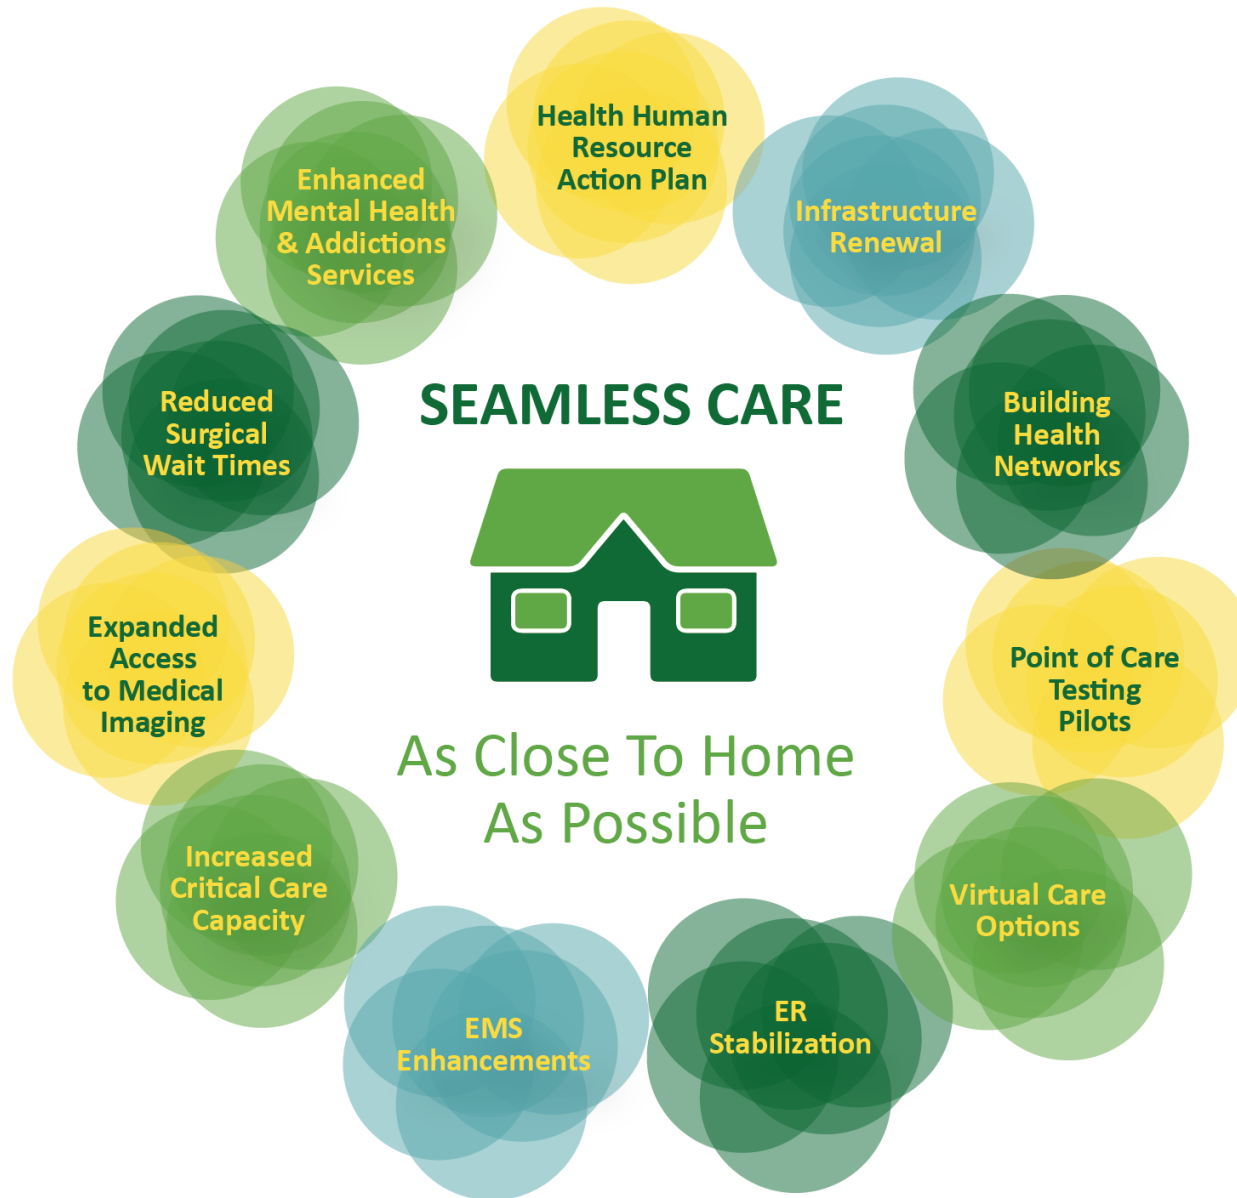 Health Human
Resource
Action Plan
Infrastructure
Renewal
Building
Health
Networks
Point of Care
Testing
Pilots
Virtual Care
Options
ER
Stabilization
EMS
Enhancements
Increased
Critical Care
Capacity
Expanded
Access
to Medical
Imaging
Reduced
Surgical
Wait Times
Enhanced
Mental Health
& Addictions
Services
SEAMLESS CARE
As Close To Home
As Possible